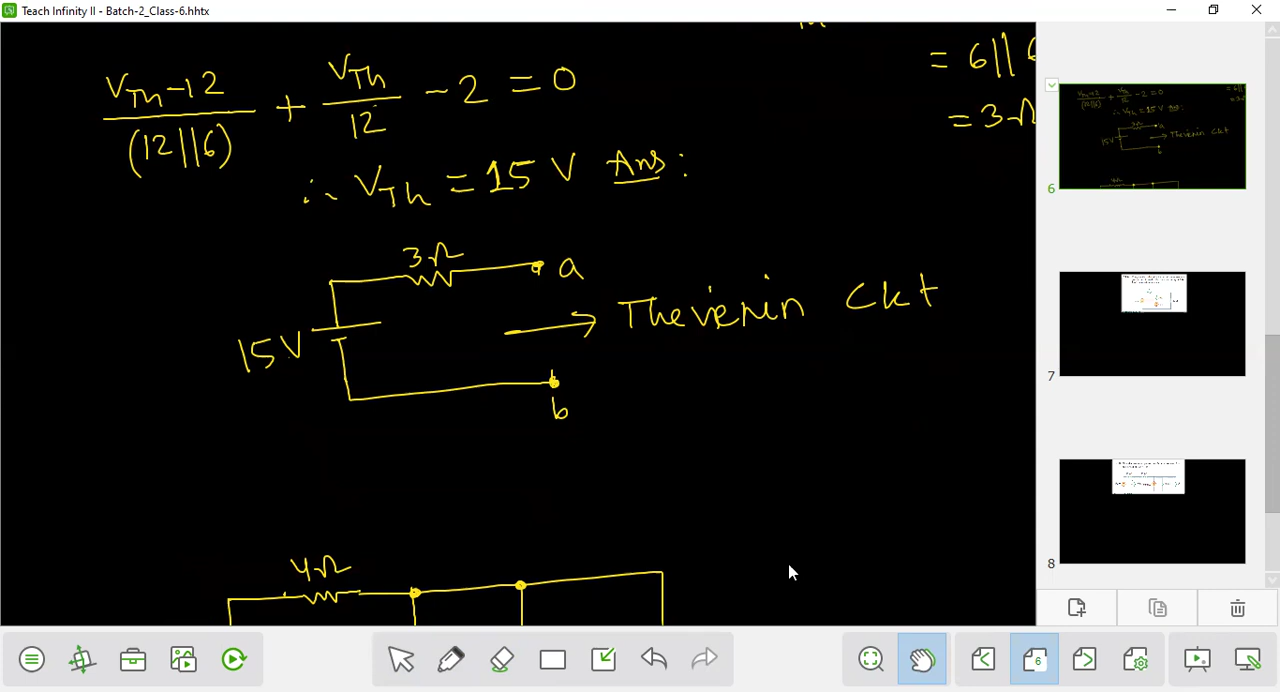 Teach Infinity II - Batch-2_Class-6.hhtx
(V_Th - 12)/(12||6) + V_Th/12 - 2 = 0
= 6||6
= 3Ω
∴ V_Th = 15 V Ans:
3Ω
a
15V
→ Thevenin Ckt
b
4Ω
6
7
8
6